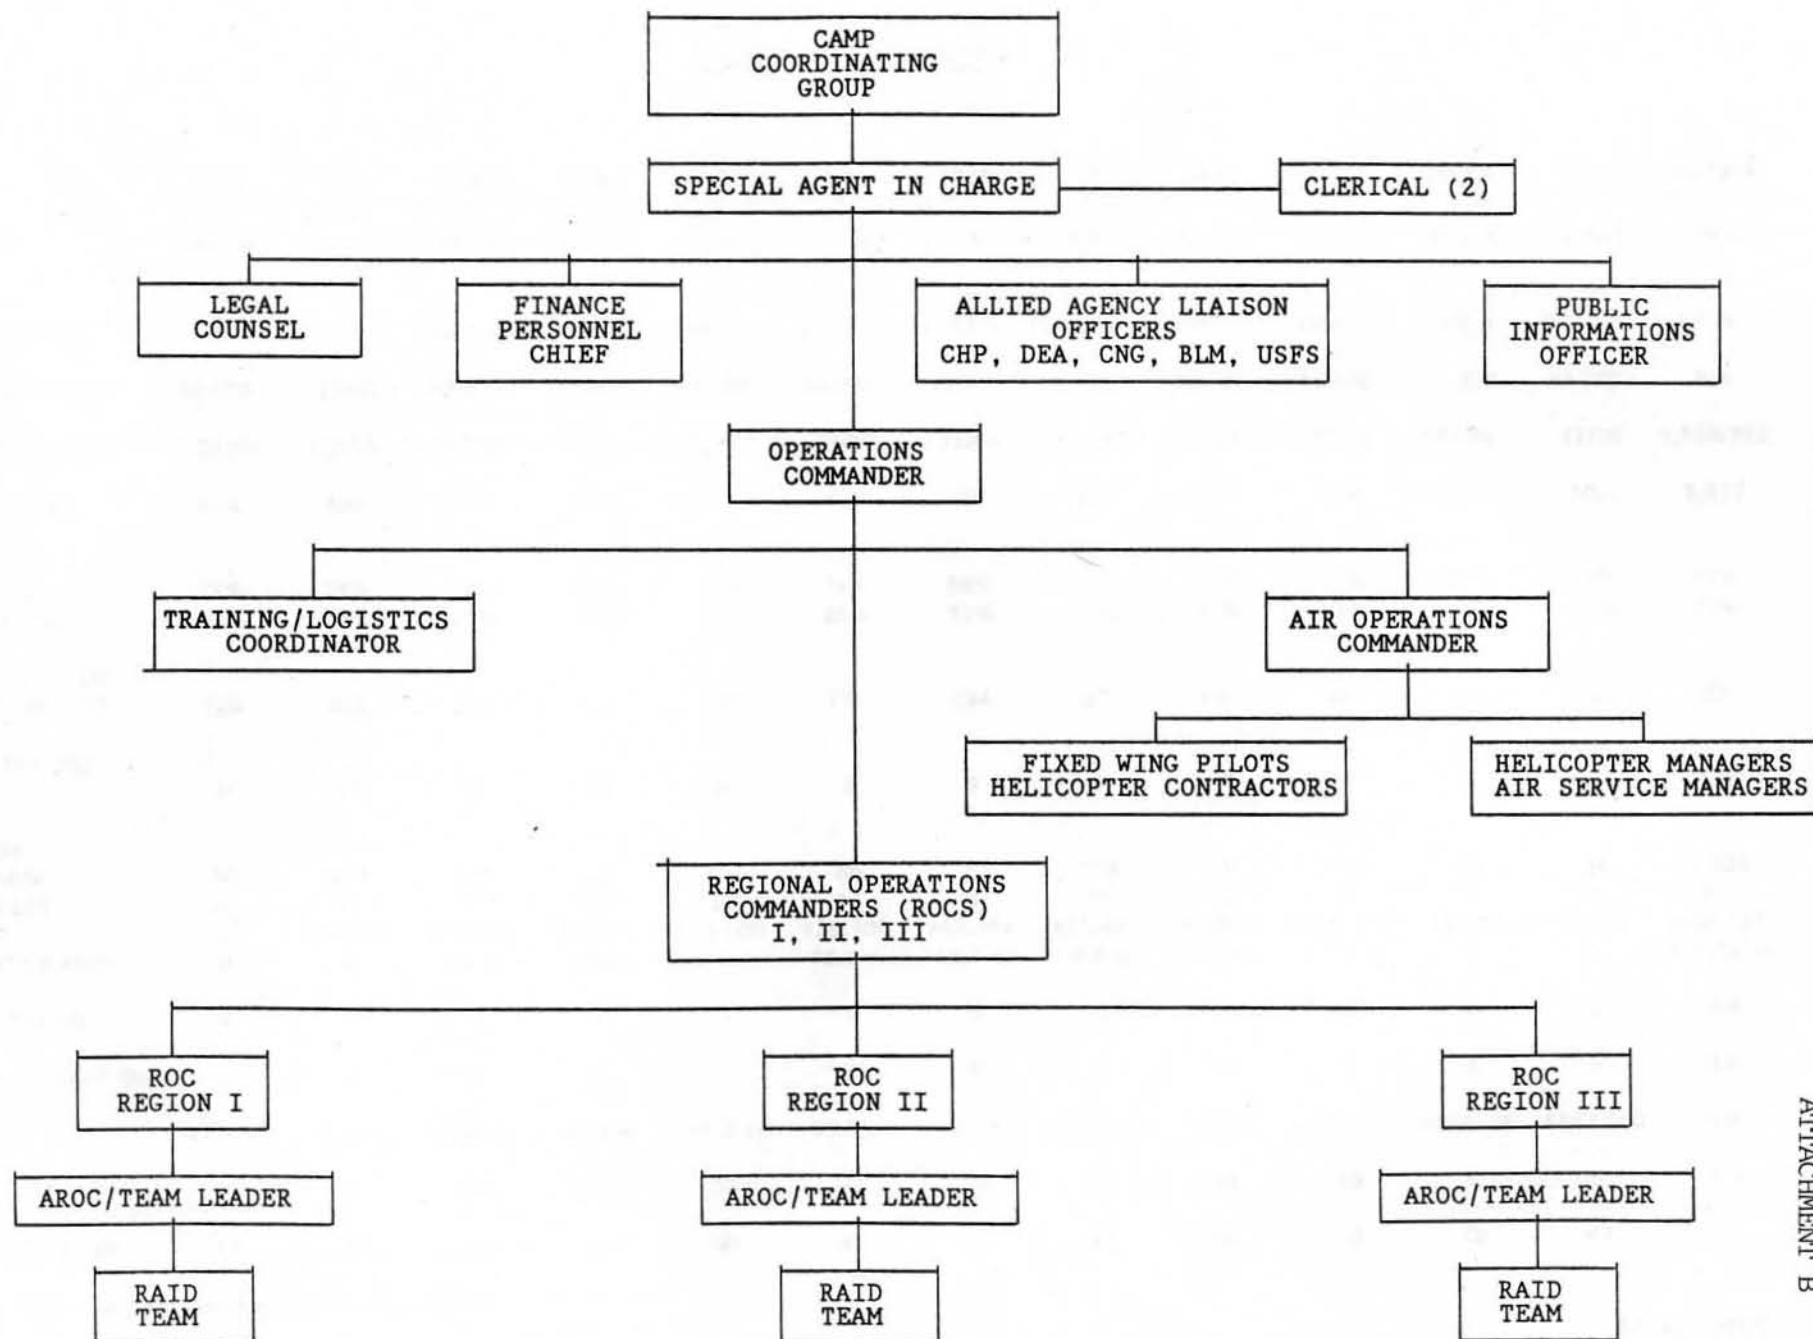 CAMP
COORDINATING
GROUP
SPECIAL AGENT IN CHARGE
CLERICAL (2)
LEGAL
COUNSEL
FINANCE
PERSONNEL
CHIEF
ALLIED AGENCY LIAISON
OFFICERS
CHP, DEA, CNG, BLM, USFS
PUBLIC
INFORMATIONS
OFFICER
OPERATIONS
COMMANDER
TRAINING/LOGISTICS
COORDINATOR
AIR OPERATIONS
COMMANDER
FIXED WING PILOTS
HELICOPTER CONTRACTORS
HELICOPTER MANAGERS
AIR SERVICE MANAGERS
REGIONAL OPERATIONS
COMMANDERS (ROCS)
I, II, III
ROC
REGION I
ROC
REGION II
ROC
REGION III
AROC/TEAM LEADER
AROC/TEAM LEADER
AROC/TEAM LEADER
RAID
TEAM
RAID
TEAM
RAID
TEAM
ATTACHMENT B